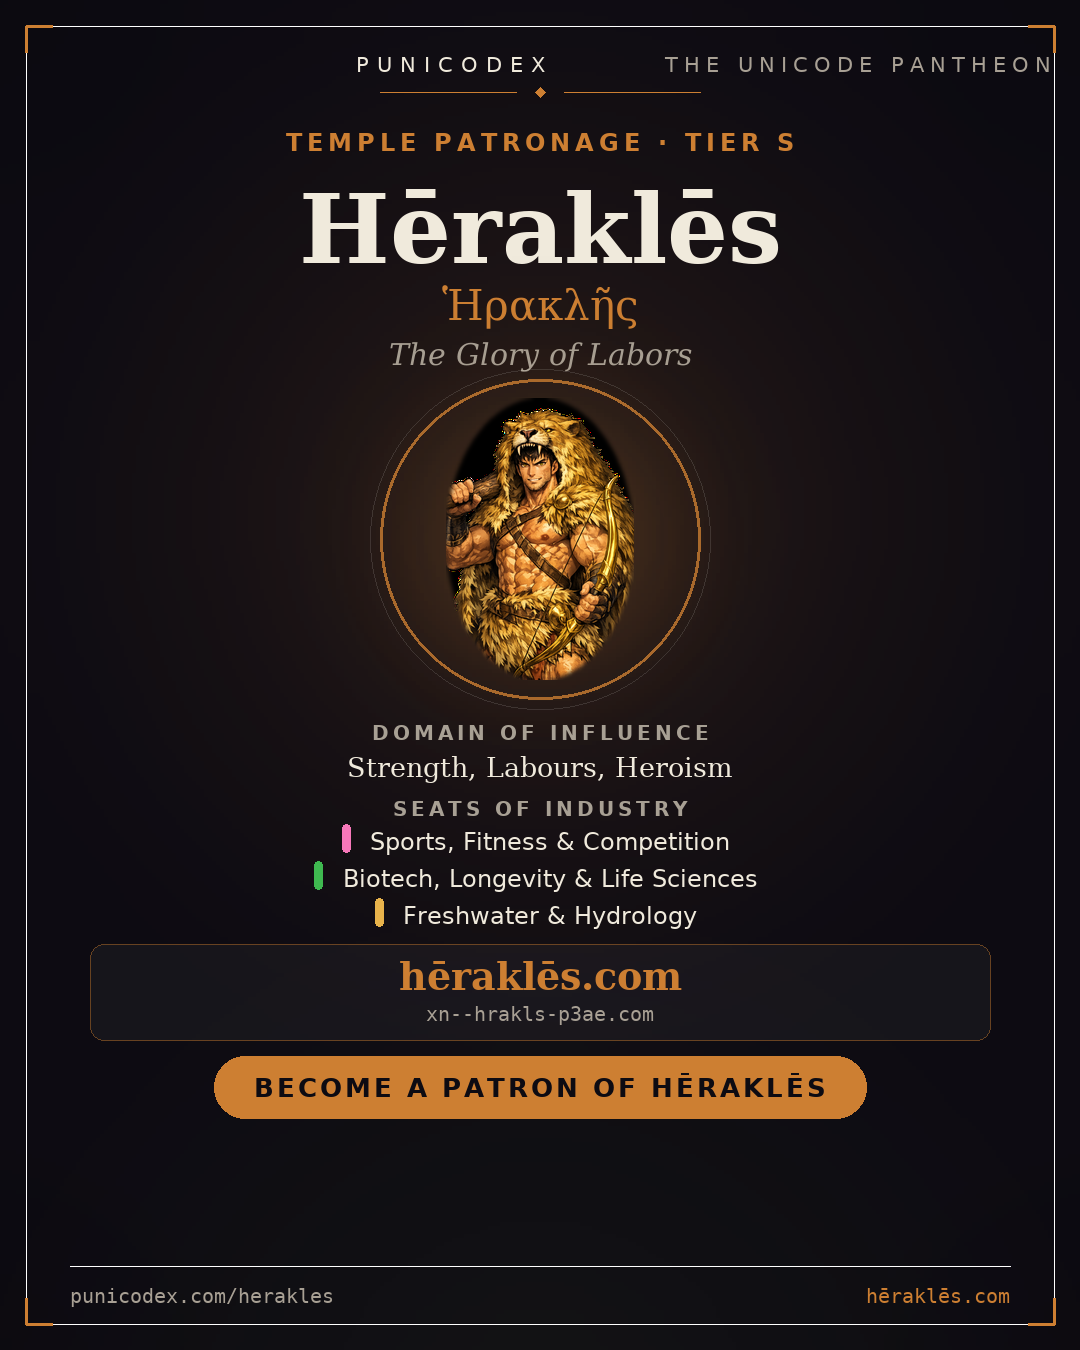 PUNICODEX THE UNICODE PANTHEON
TEMPLE PATRONAGE · TIER S
Hēraklēs
Ἡρακλῆς
The Glory of Labors
DOMAIN OF INFLUENCE
Strength, Labours, Heroism
SEATS OF INDUSTRY
Sports, Fitness & Competition
Biotech, Longevity & Life Sciences
Freshwater & Hydrology
hēraklēs.com
xn--hrakls-p3ae.com
BECOME A PATRON OF HĒRAKLĒS
punicodex.com/herakles hēraklēs.com